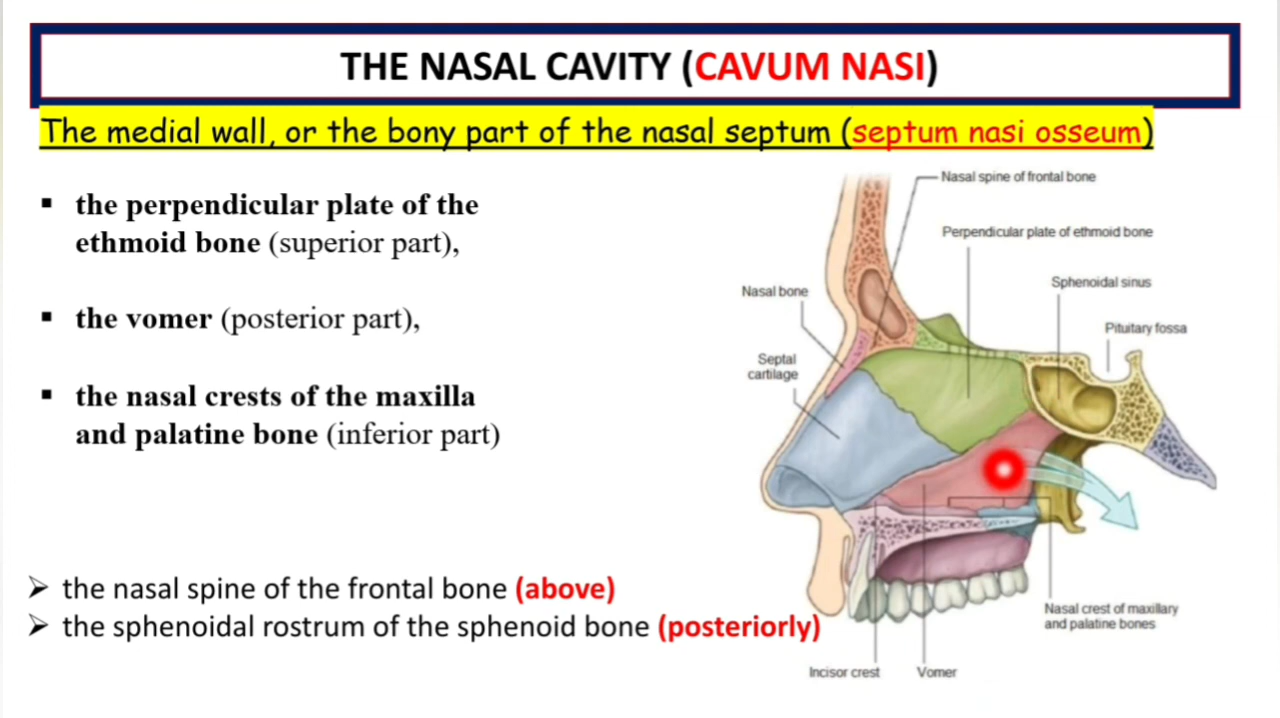 THE NASAL CAVITY (CAVUM NASI)
The medial wall, or the bony part of the nasal septum (septum nasi osseum)
▪ the perpendicular plate of the
ethmoid bone (superior part),
▪ the vomer (posterior part),
▪ the nasal crests of the maxilla
and palatine bone (inferior part)
➢ the nasal spine of the frontal bone (above)
➢ the sphenoidal rostrum of the sphenoid bone (posteriorly)
Nasal spine of frontal bone
Perpendicular plate of ethmoid bone
Sphenoidal sinus
Nasal bone
Pituitary fossa
Septal
cartilage
Nasal crest of maxillary
and palatine bones
Incisor crest
Vomer